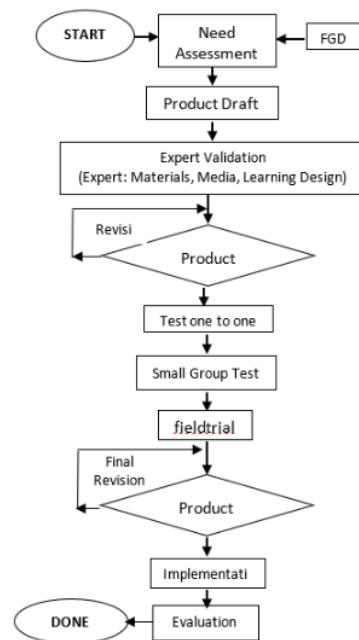 START
Need
Assessment
FGD
Product Draft
Expert Validation
(Expert: Materials, Media, Learning Design)
Revisi
Product
Test one to one
Small Group Test
fieldtrial
Final
Revision
Product
Implementati
DONE
Evaluation